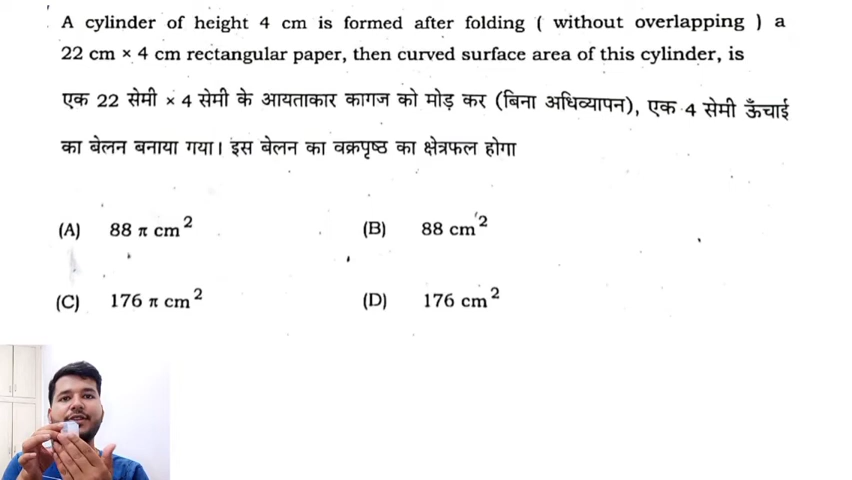 A cylinder of height 4 cm is formed after folding ( without overlapping ) a
22 cm × 4 cm rectangular paper, then curved surface area of this cylinder, is
एक 22 सेमी × 4 सेमी के आयताकार कागज को मोड़ कर (बिना अधिव्यापन), एक 4 सेमी ऊँचाई
का बेलन बनाया गया। इस बेलन का वक्रपृष्ठ का क्षेत्रफल होगा
(A) 88 π cm²
(B) 88 cm²
(C) 176 π cm²
(D) 176 cm²